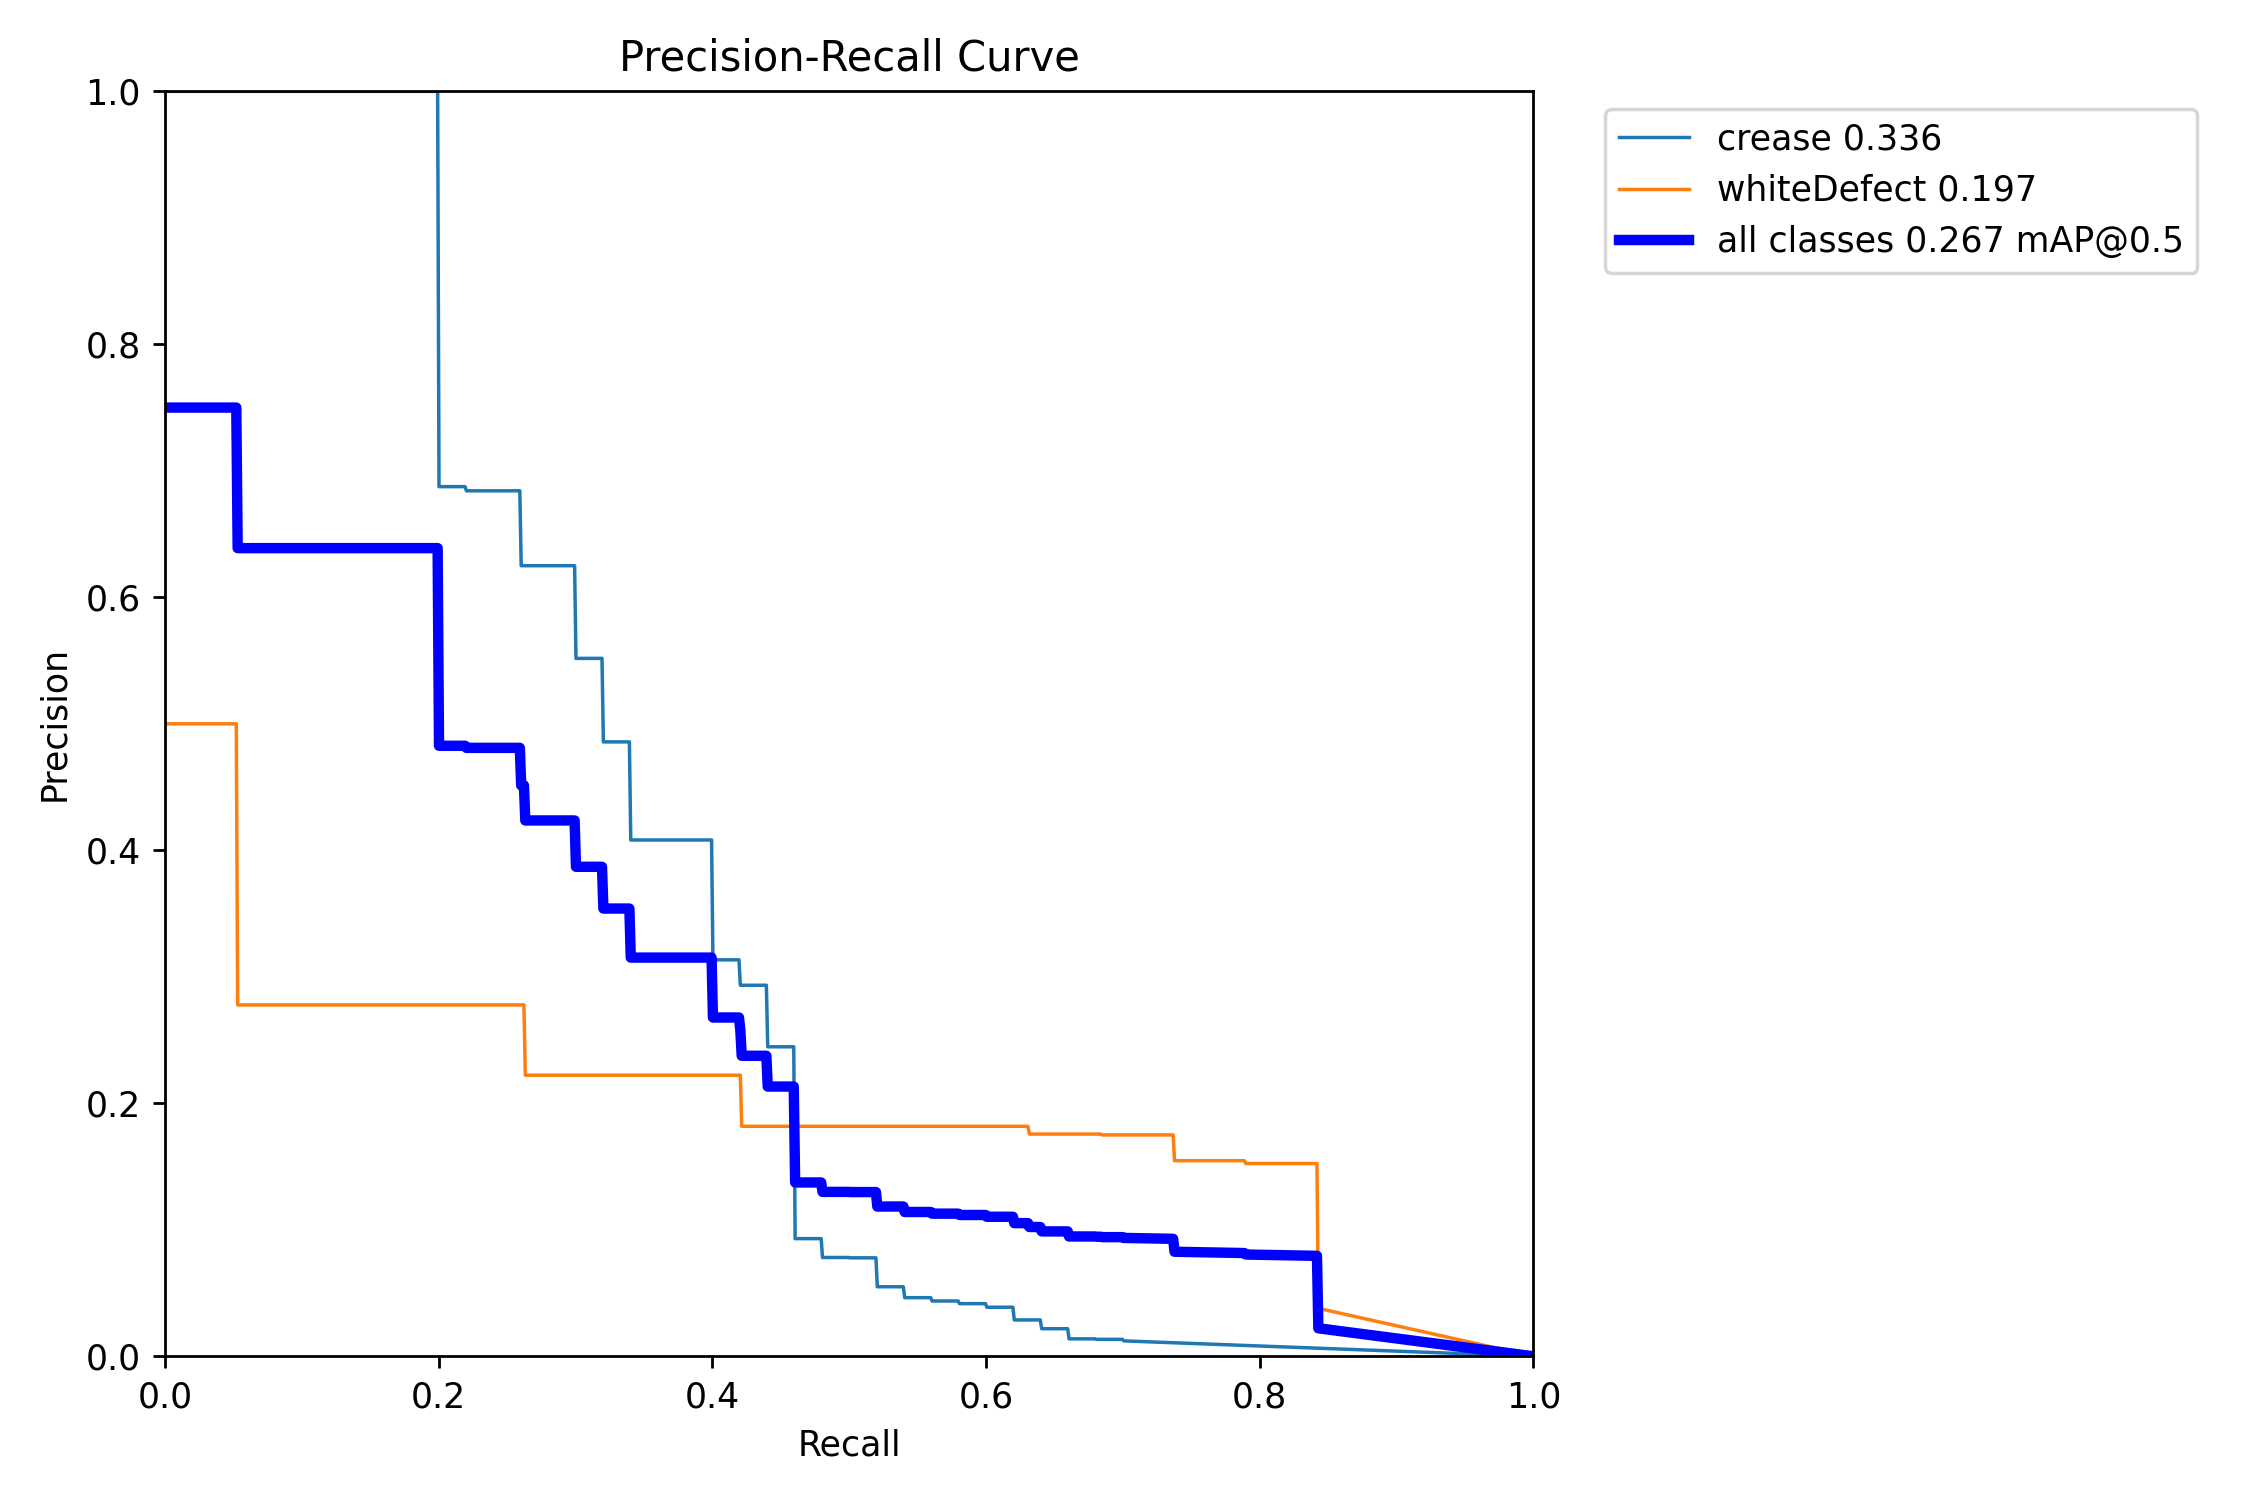 Precision-Recall Curve
crease 0.336
whiteDefect 0.197
all classes 0.267 mAP@0.5
Precision
1.0
0.8
0.6
0.4
0.2
0.0
0.0 0.2 0.4 0.6 0.8 1.0
Recall